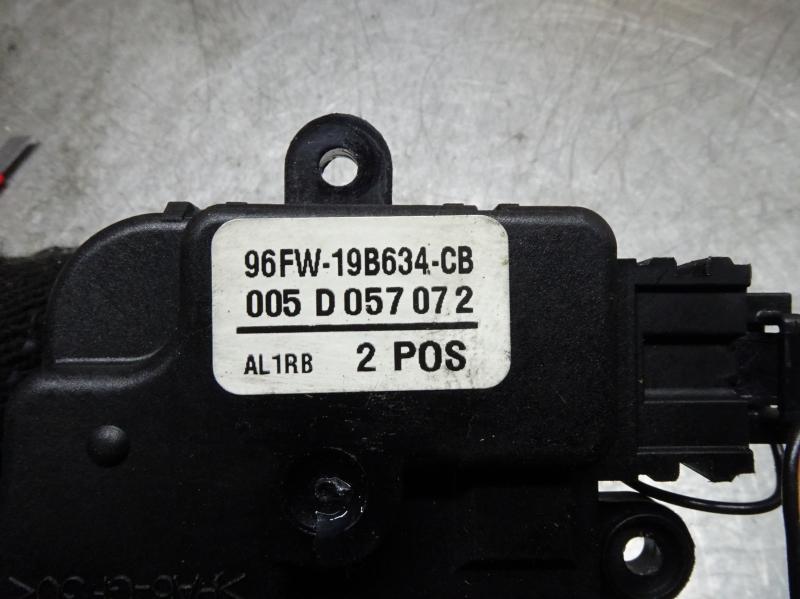 96FW-19B634-CB
005 D 057 07 2
AL1RB 2 POS